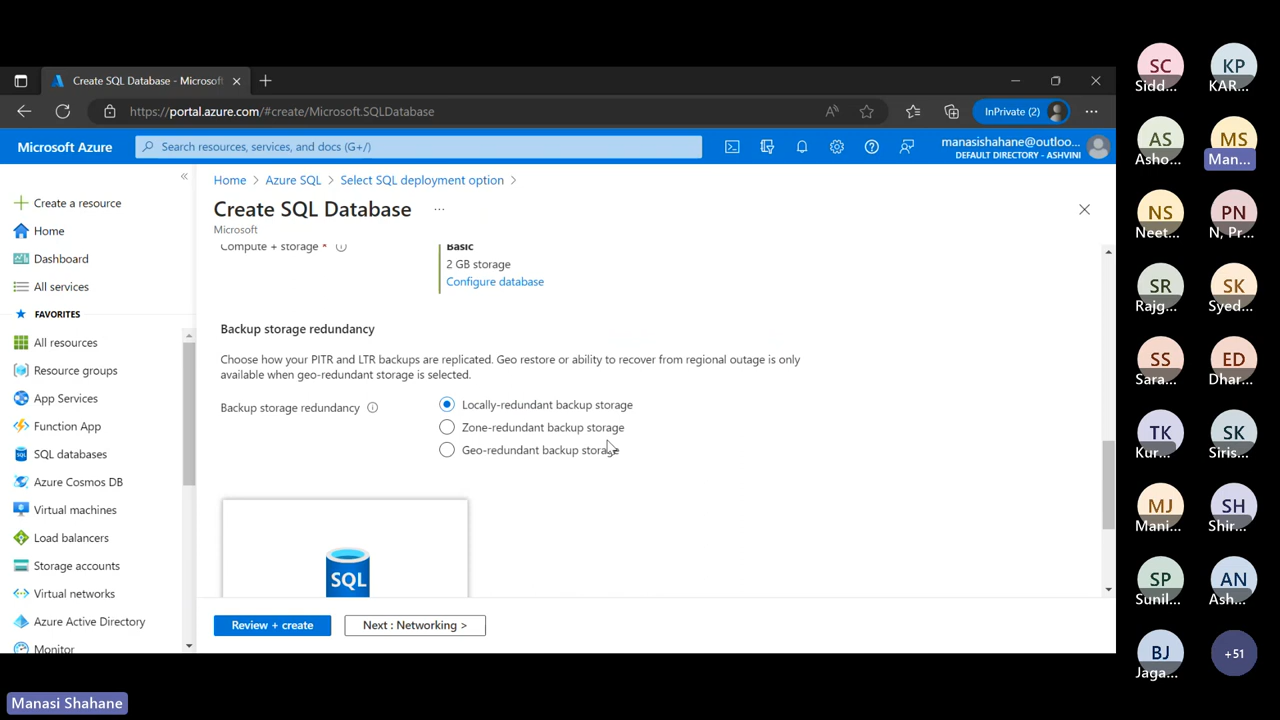 Create SQL Database - Microsoft
https://portal.azure.com/#create/Microsoft.SQLDatabase
InPrivate (2)
Microsoft Azure
Search resources, services, and docs (G+/)
manasishahane@outloo...
DEFAULT DIRECTORY - ASHVINI
Create a resource
Home
Dashboard
All services
FAVORITES
All resources
Resource groups
App Services
Function App
SQL databases
Azure Cosmos DB
Virtual machines
Load balancers
Storage accounts
Virtual networks
Azure Active Directory
Monitor
Home > Azure SQL > Select SQL deployment option >
Create SQL Database ...
Microsoft
Compute + storage *
Basic
2 GB storage
Configure database
Backup storage redundancy
Choose how your PITR and LTR backups are replicated. Geo restore or ability to recover from regional outage is only
available when geo-redundant storage is selected.
Backup storage redundancy
Locally-redundant backup storage
Zone-redundant backup storage
Geo-redundant backup storage
SQL
Review + create
Next : Networking >
SC
Sidd...
KP
KAR...
AS
Asho...
MS
Man...
NS
Neet...
PN
N, Pr...
SR
Rajg...
SK
Syed...
SS
Sara...
ED
Dhar...
TK
Kur...
SK
Siris...
MJ
Mani...
SH
Shir...
SP
Sunil...
AN
Ash...
BJ
Jaga...
+51
Manasi Shahane